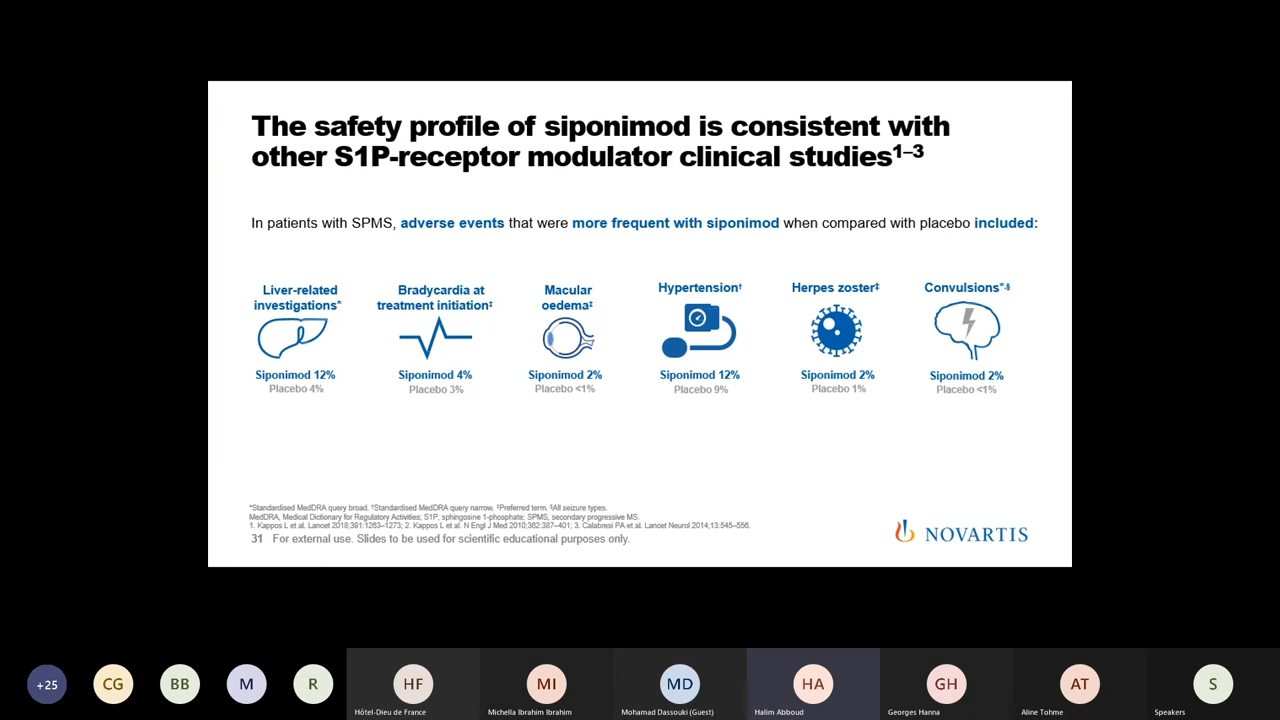 The safety profile of siponimod is consistent with
other S1P-receptor modulator clinical studies1–3
In patients with SPMS, adverse events that were more frequent with siponimod when compared with placebo included:
Liver-related
investigations*
Siponimod 12%
Placebo 4%
Bradycardia at
treatment initiation‡
Siponimod 4%
Placebo 3%
Macular
oedema‡
Siponimod 2%
Placebo <1%
Hypertension†
Siponimod 12%
Placebo 9%
Herpes zoster‡
Siponimod 2%
Placebo 1%
Convulsions*,§
Siponimod 2%
Placebo <1%
*Standardised MedDRA query broad. †Standardised MedDRA query narrow. ‡Preferred term. §All seizure types.
MedDRA, Medical Dictionary for Regulatory Activities; S1P, sphingosine 1-phosphate; SPMS, secondary progressive MS.
1. Kappos L et al. Lancet 2018;391:1263–1273; 2. Kappos L et al. N Engl J Med 2010;362:387–401; 3. Calabresi PA et al. Lancet Neurol 2014;13:545–556.
31 For external use. Slides to be used for scientific educational purposes only.
NOVARTIS
+25
CG
BB
M
R
HF
Hôtel-Dieu de France
MI
Michella Ibrahim Ibrahim
MD
Mohamad Dassouki (Guest)
HA
Halim Abboud
GH
Georges Hanna
AT
Aline Tohme
S
Speakers